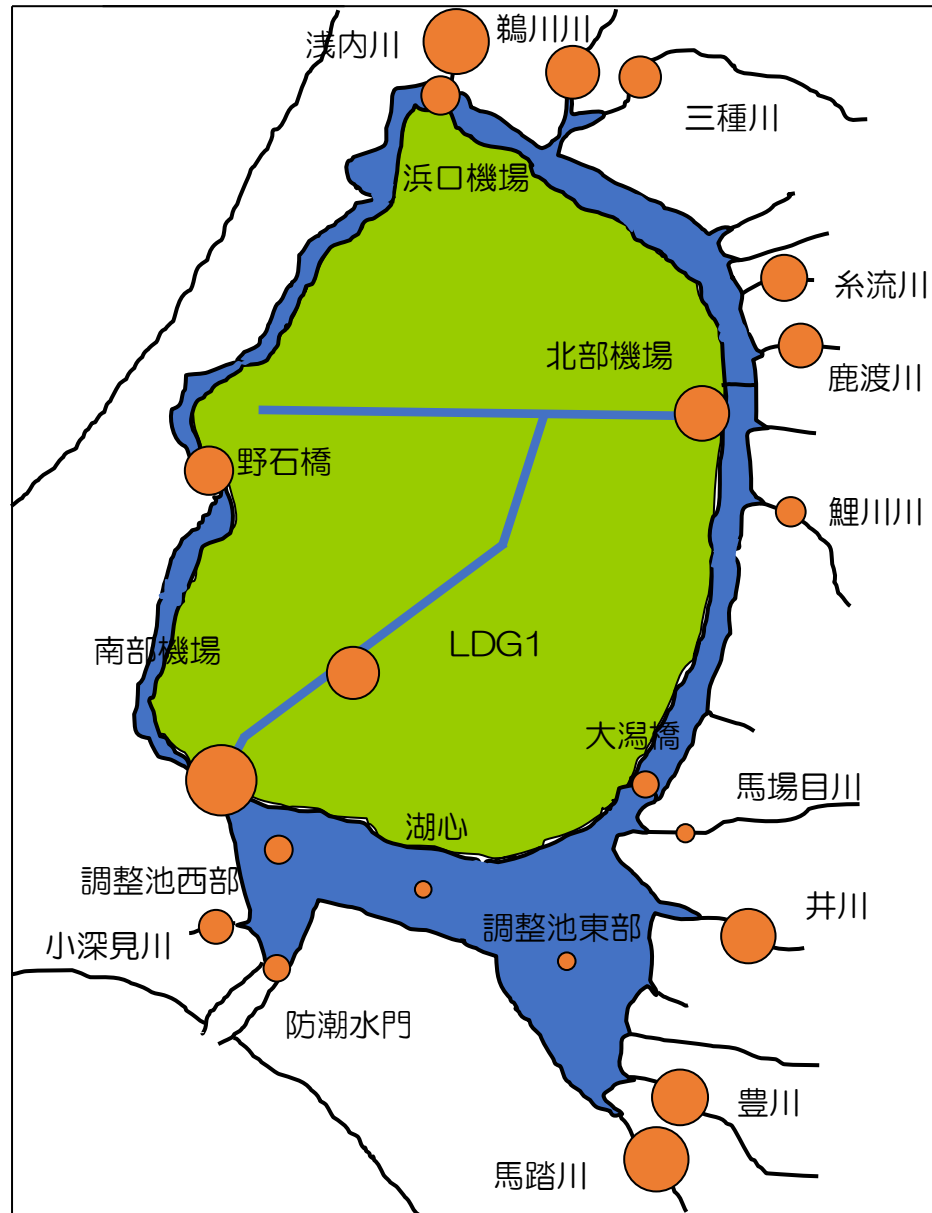 鵜川川
浅内川
三種川
浜口機場
糸流川
北部機場
鹿渡川
野石橋
鯉川川
LDG1
南部機場
大潟橋
馬場目川
湖心
調整池西部
井川
調整池東部
小深見川
防潮水門
豊川
馬踏川